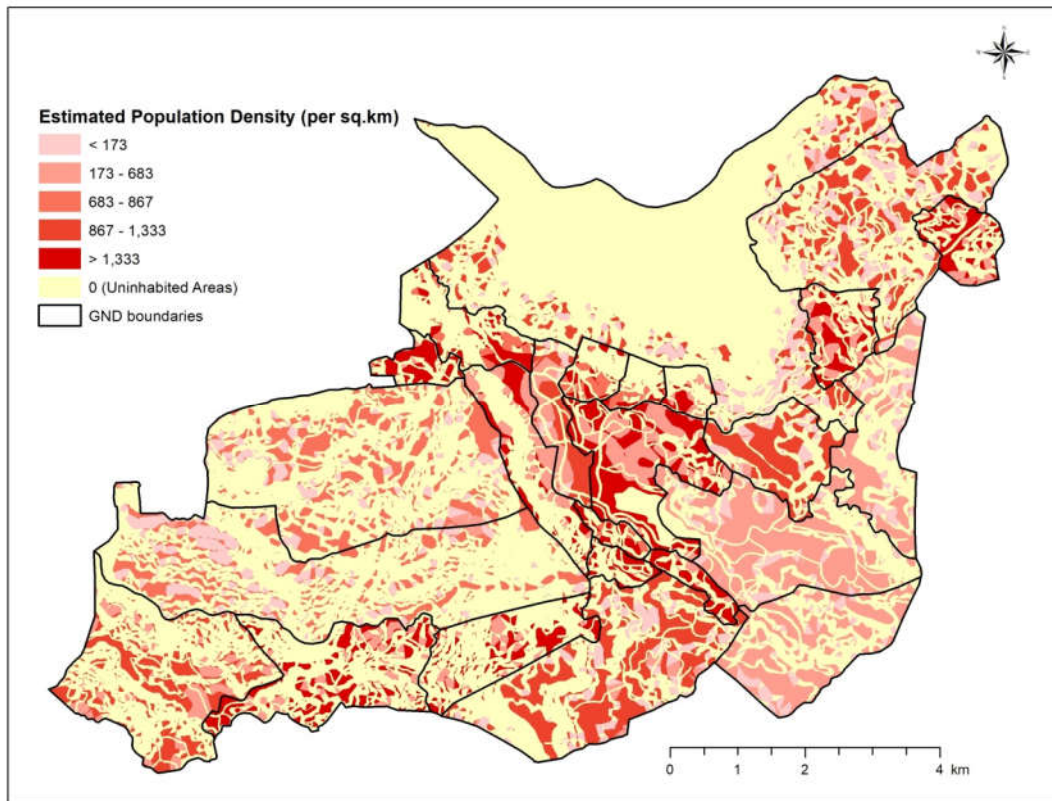 Estimated Population Density (per sq.km)
< 173
173 - 683
683 - 867
867 - 1,333
> 1,333
0 (Uninhabited Areas)
GND boundaries
0 1 2 4 km